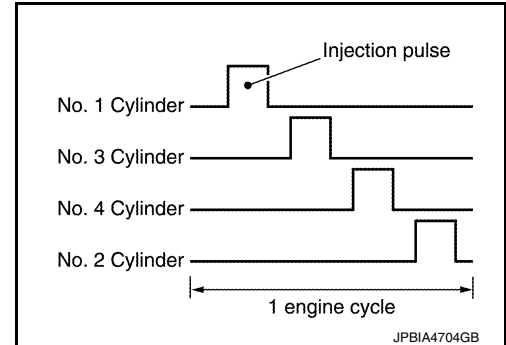 Injection pulse
No. 1 Cylinder
No. 3 Cylinder
No. 4 Cylinder
No. 2 Cylinder
1 engine cycle
JPBIA4704GB